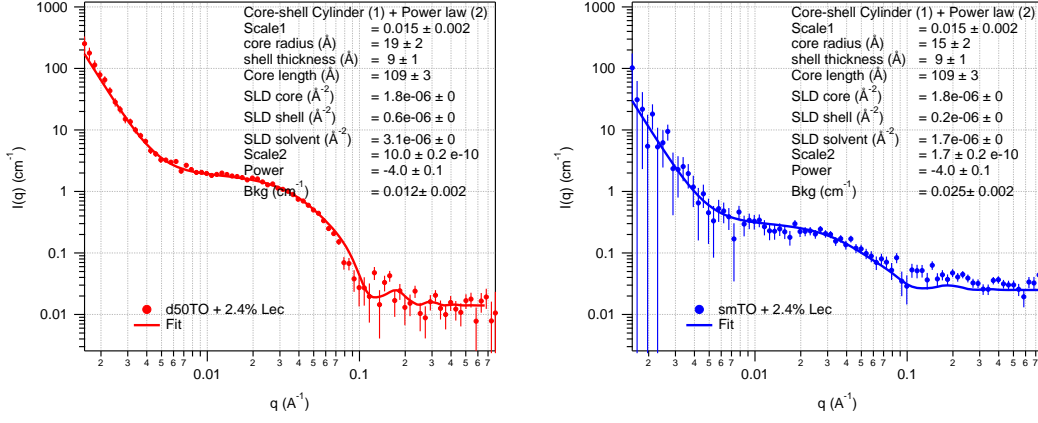 1000
100
10
1
0.1
0.01
I(q) (cm-1)
Core-shell Cylinder (1) + Power law (2)
Scale1 = 0.015 ± 0.002
core radius (Å) = 19 ± 2
shell thickness (Å) = 9 ± 1
Core length (Å) = 109 ± 3
SLD core (Å-2) = 1.8e-06 ± 0
SLD shell (Å-2) = 0.6e-06 ± 0
SLD solvent (Å-2) = 3.1e-06 ± 0
Scale2 = 10.0 ± 0.2 e-10
Power = -4.0 ± 0.1
Bkg (cm-1) = 0.012± 0.002
d50TO + 2.4% Lec
Fit
2 3 4 5 6 7 8 2 3 4 5 6 7 8 2 3 4 5 6 7 8
0.01 0.1
q (A-1)
1000
100
10
1
0.1
0.01
I(q) (cm-1)
Core-shell Cylinder (1) + Power law (2)
Scale1 = 0.015 ± 0.002
core radius (Å) = 15 ± 2
shell thickness (Å) = 9 ± 1
Core length (Å) = 109 ± 3
SLD core (Å-2) = 1.8e-06 ± 0
SLD shell (Å-2) = 0.2e-06 ± 0
SLD solvent (Å-2) = 1.7e-06 ± 0
Scale2 = 1.7 ± 0.2 e-10
Power = -4.0 ± 0.1
Bkg (cm-1) = 0.025± 0.002
smTO + 2.4% Lec
Fit
2 3 4 5 6 7 8 2 3 4 5 6 7 8 2 3 4 5 6 7
0.01 0.1
q (A-1)